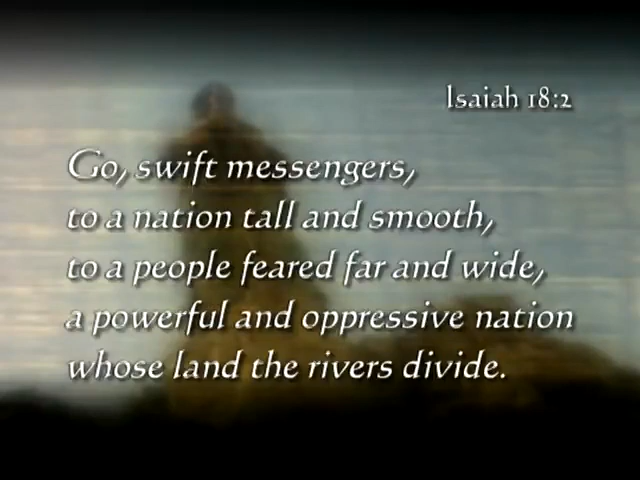 Isaiah 18:2
Go, swift messengers,
to a nation tall and smooth,
to a people feared far and wide,
a powerful and oppressive nation
whose land the rivers divide.